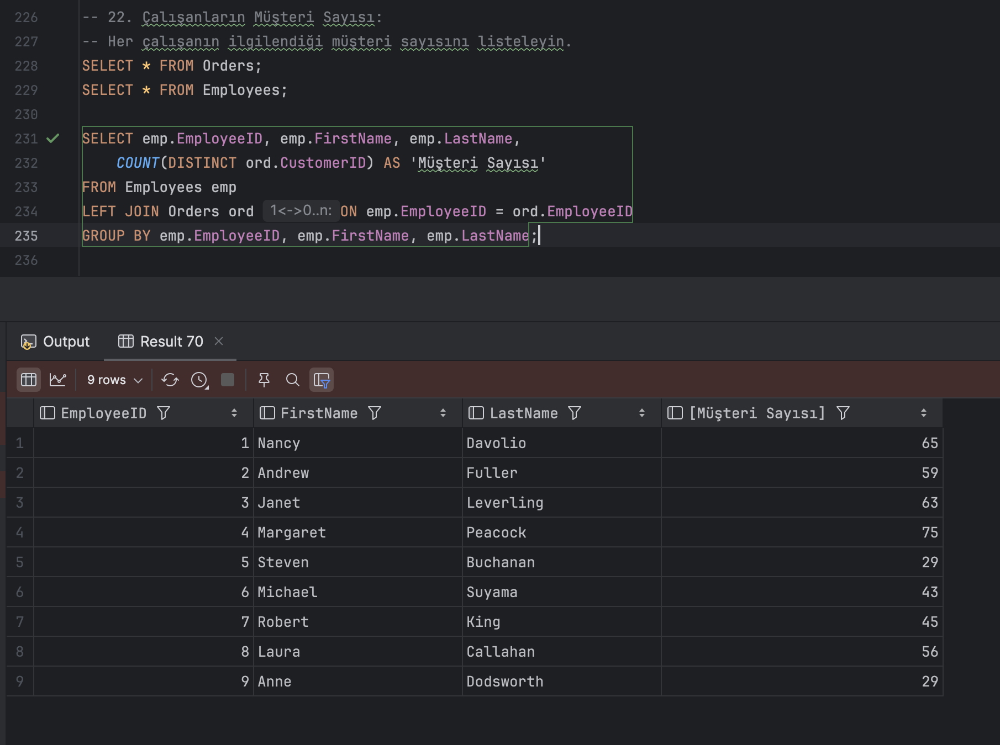 226 -- 22. Çalışanların Müşteri Sayısı:
227 -- Her çalışanın ilgilendiği müşteri sayısını listeleyin.
228 SELECT * FROM Orders;
229 SELECT * FROM Employees;
230
231 SELECT emp.EmployeeID, emp.FirstName, emp.LastName,
232 COUNT(DISTINCT ord.CustomerID) AS 'Müşteri Sayısı'
233 FROM Employees emp
234 LEFT JOIN Orders ord 1<->0..n: ON emp.EmployeeID = ord.EmployeeID
235 GROUP BY emp.EmployeeID, emp.FirstName, emp.LastName;
236
Output Result 70
9 rows
EmployeeID FirstName LastName [Müşteri Sayısı]
1 1 Nancy Davolio 65
2 2 Andrew Fuller 59
3 3 Janet Leverling 63
4 4 Margaret Peacock 75
5 5 Steven Buchanan 29
6 6 Michael Suyama 43
7 7 Robert King 45
8 8 Laura Callahan 56
9 9 Anne Dodsworth 29